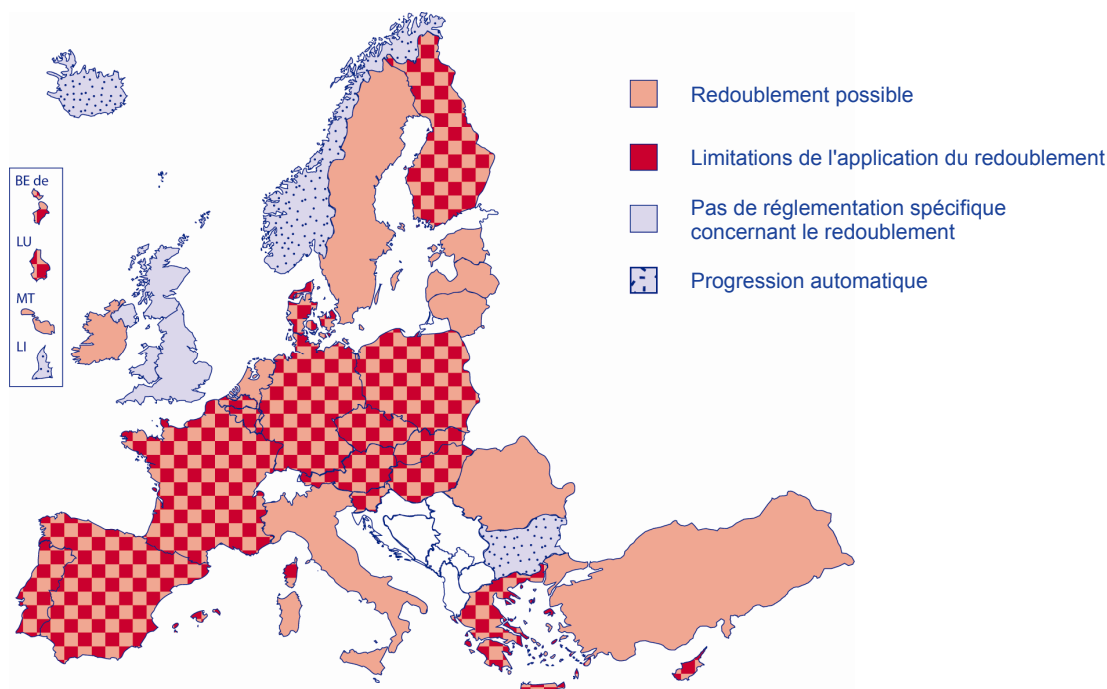 Redoublement possible
Limitations de l'application du redoublement
Pas de réglementation spécifique
concernant le redoublement
Progression automatique
BE de
LU
MT
LI